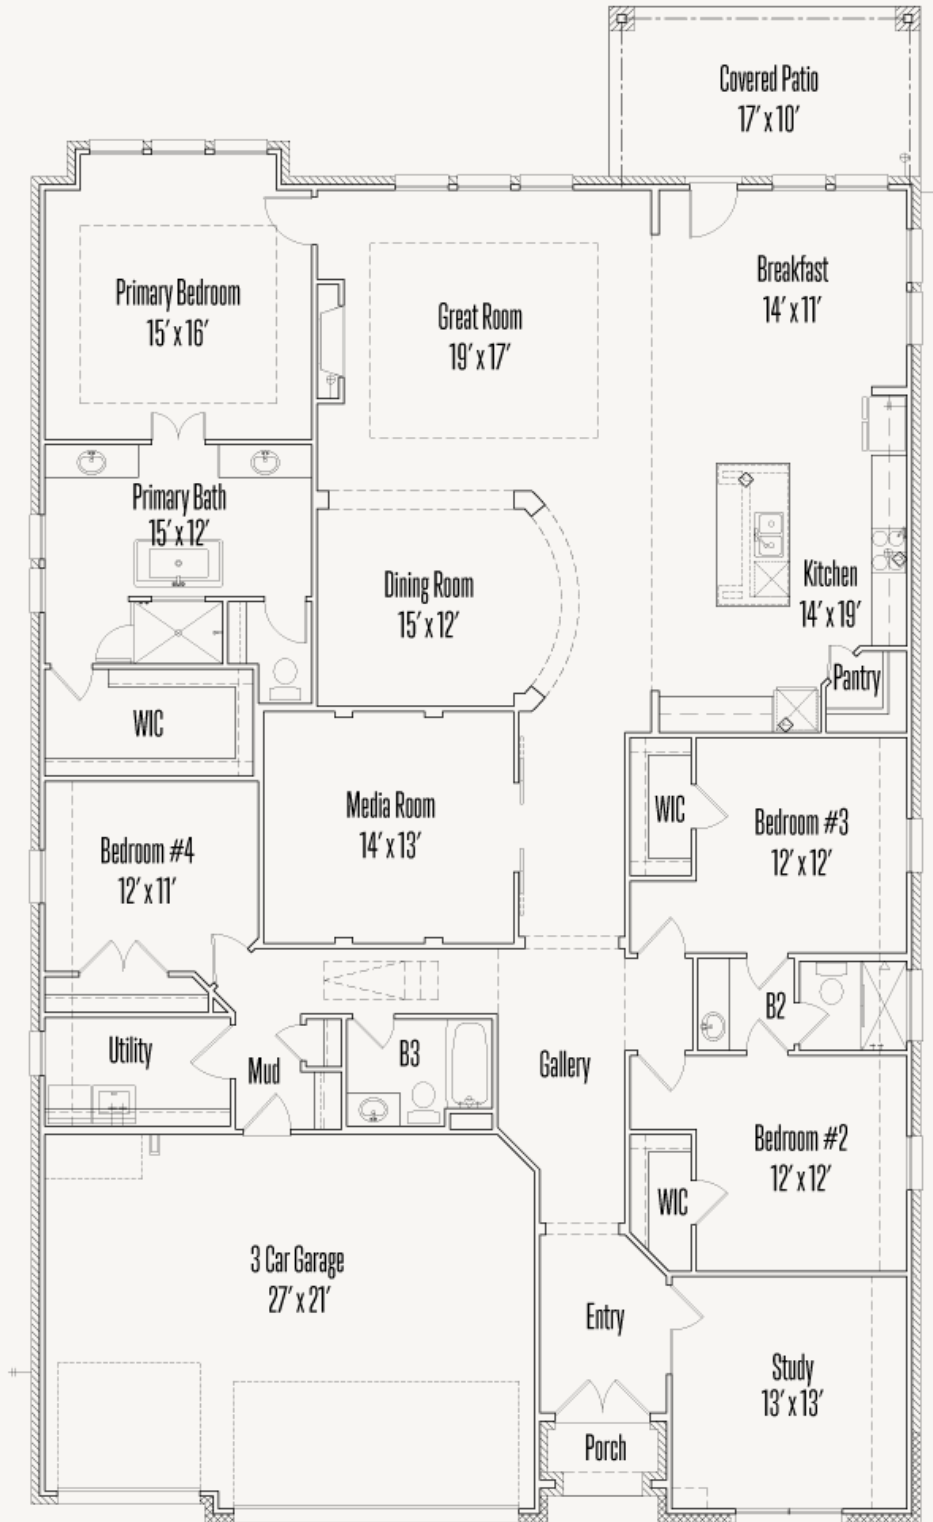 Covered Patio
17' x 10'
Primary Bedroom
15' x 16'
Great Room
19' x 17'
Breakfast
14' x 11'
Primary Bath
15' x 12'
Dining Room
15' x 12'
Kitchen
14' x 19'
Pantry
WIC
Media Room
14' x 13'
WIC
Bedroom #3
12' x 12'
Bedroom #4
12' x 11'
B2
Utility
Mud
B3
Gallery
Bedroom #2
12' x 12'
WIC
3 Car Garage
27' x 21'
Entry
Study
13' x 13'
Porch